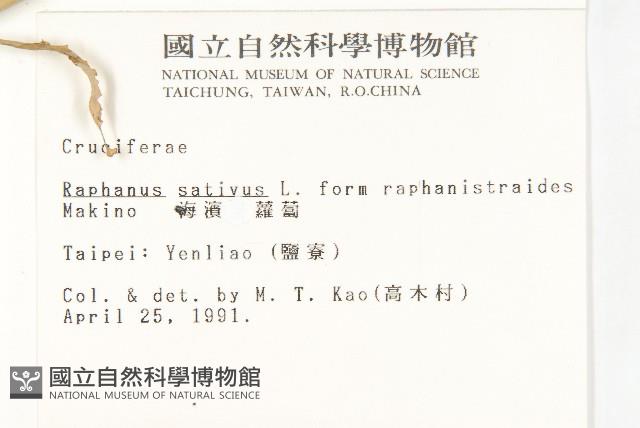 國立自然科學博物館
NATIONAL MUSEUM OF NATURAL SCIENCE
TAICHUNG, TAIWAN, R.O.CHINA
Cruciferae
Raphanus sativus L. form raphanistraides
Makino 海濱 蘿蔔
Taipei: Yenliao (鹽寮)
Col. & det. by M. T. Kao(高木村)
April 25, 1991.
國立自然科學博物館
NATIONAL MUSEUM OF NATURAL SCIENCE